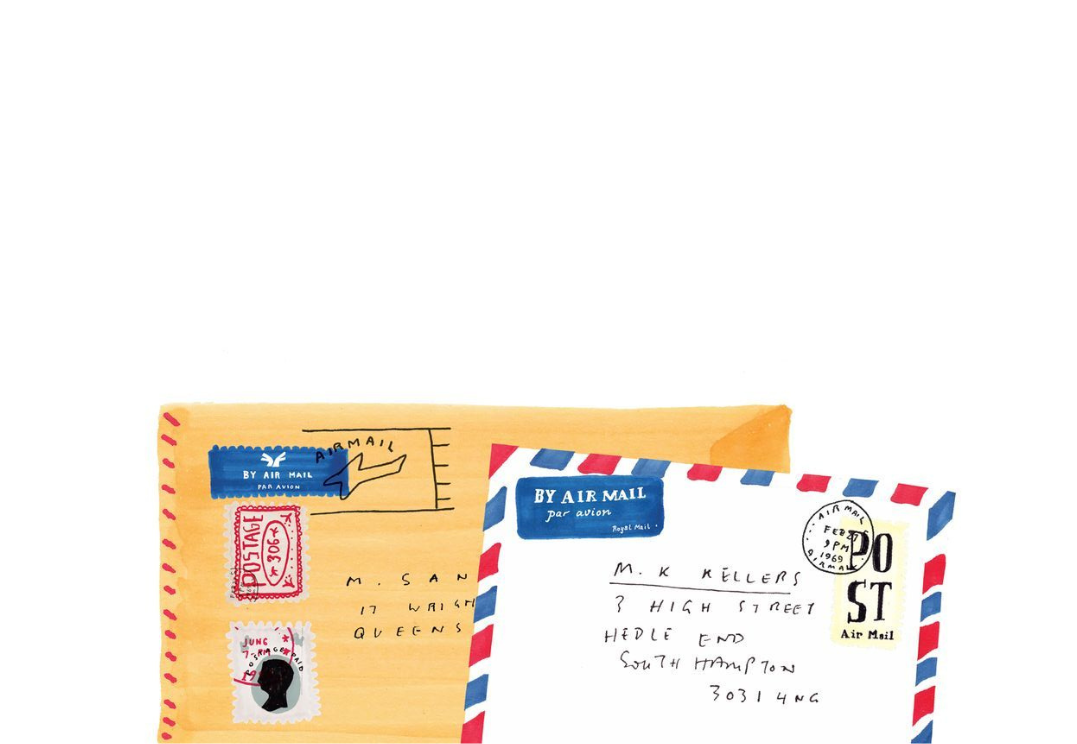 AIRMAIL
BY AIR MAIL
PAR AVION
POSTAGE
*306*
JUNE
POSTAGE PAID
M. SAN
17 WRIGH
QUEENS
BY AIR MAIL
par avion
Royal Mail
AIRMAIL
FEB 27
9PM
1969
AIRMAIL
PO
ST
Air Mail
M. K KELLERS
3 HIGH STREET
HEDLE END
SOUTH HAMPTON
3031 4NG